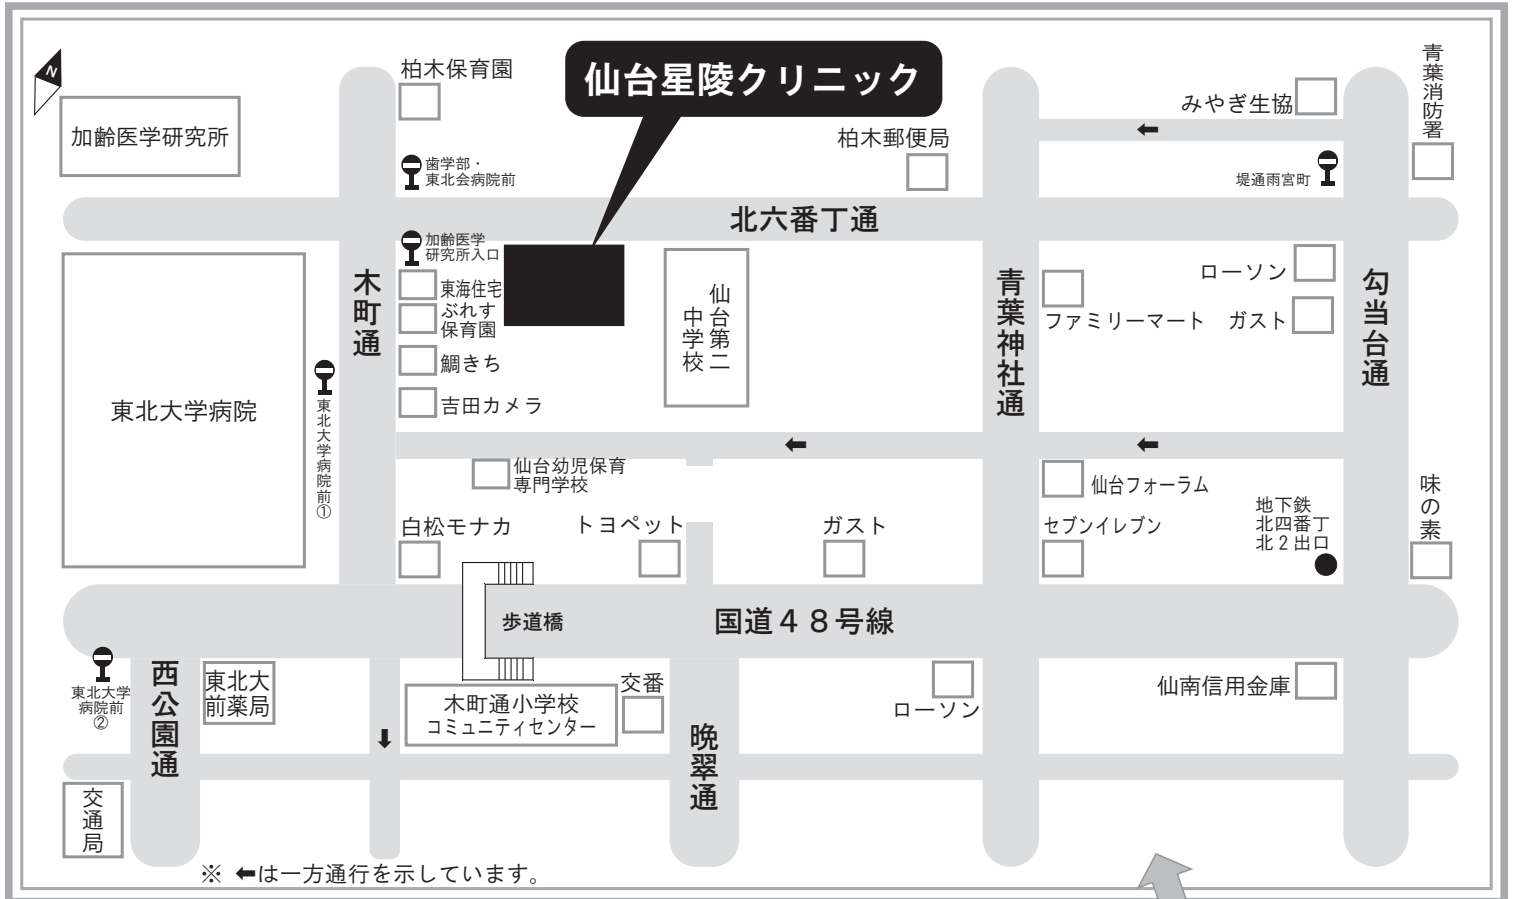 N
加齢医学研究所
柏木保育園
仙台星陵クリニック
柏木郵便局
みやぎ生協
青葉消防署
歯学部・
東北会病院前
堤通雨宮町
北六番丁通
加齢医学
研究所入口
東海住宅
ぷれす
保育園
鯛きち
吉田カメラ
木町通
仙台第二
中学校
青葉神社通
ファミリーマート
ローソン
ガスト
勾当台通
東北大学病院
東北大学病院前①
仙台幼児保育
専門学校
仙台フォーラム
地下鉄
北四番丁
北2出口
味の素
白松モナカ
トヨペット
ガスト
セブンイレブン
歩道橋
国道48号線
東北大学
病院前
②
西公園通
東北大
前薬局
木町通小学校
コミュニティセンター
交番
晩翠通
ローソン
仙南信用金庫
交通局
※ ⬅は一方通行を示しています。